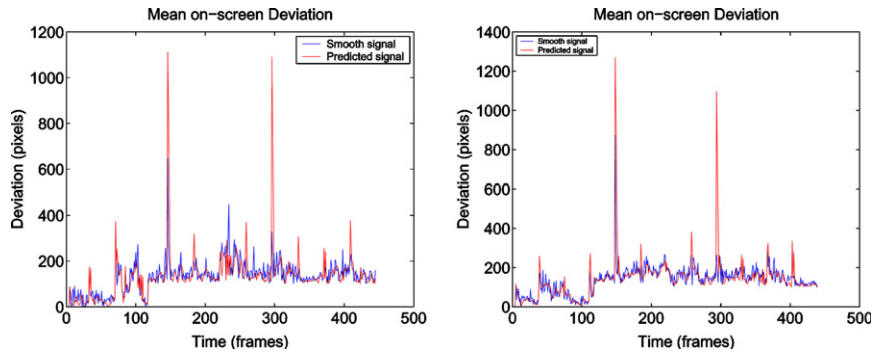 Mean on-screen Deviation
1200
1000
800
600
400
200
0
Deviation (pixels)
Smooth signal
Predicted signal
0 100 200 300 400 500
Time (frames)
Mean on-screen Deviation
1400
1200
1000
800
600
400
200
0
Deviation (pixels)
Smooth signal
Predicted signal
0 100 200 300 400 500
Time (frames)